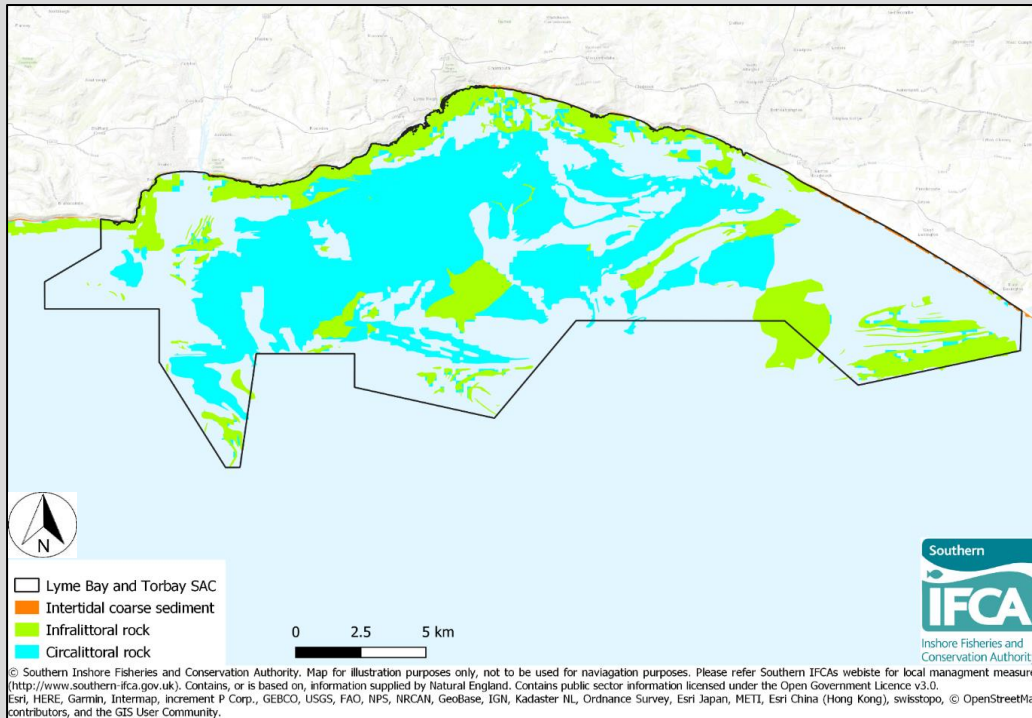 N
Lyme Bay and Torbay SAC
Intertidal coarse sediment
Infralittoral rock
Circalittoral rock
0 2.5 5 km
Southern
IFCA
Inshore Fisheries and
Conservation Authorit
© Southern Inshore Fisheries and Conservation Authority. Map for illustration purposes only, not to be used for naviagation purposes. Please refer Southern IFCAs webiste for local managment measure
(http://www.southern-ifca.gov.uk). Contains, or is based on, information supplied by Natural England. Contains public sector information licensed under the Open Government Licence v3.0.
Esri, HERE, Garmin, Intermap, increment P Corp., GEBCO, USGS, FAO, NPS, NRCAN, GeoBase, IGN, Kadaster NL, Ordnance Survey, Esri Japan, METI, Esri China (Hong Kong), swisstopo, © OpenStreetMa
contributors, and the GIS User Community.